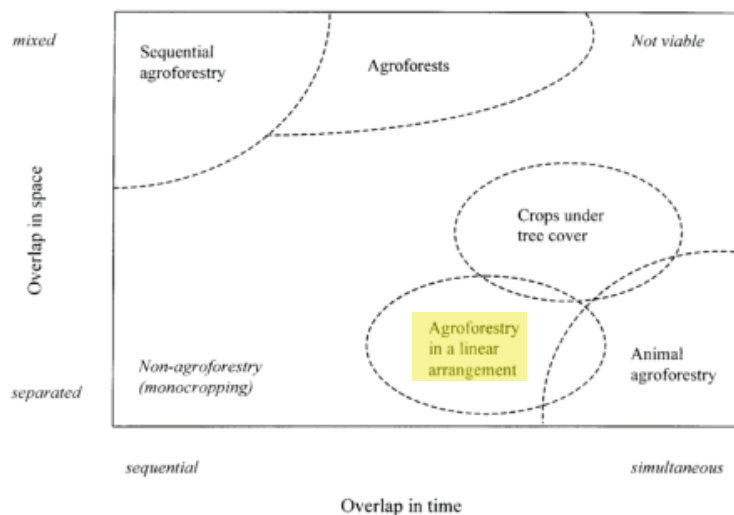 mixed
Sequential
agroforestry
Agroforests
Not viable
Overlap in space
Crops under
tree cover
Agroforestry
in a linear
arrangement
Animal
agroforestry
Non-agroforestry
(monocropping)
separated
sequential
simultaneous
Overlap in time